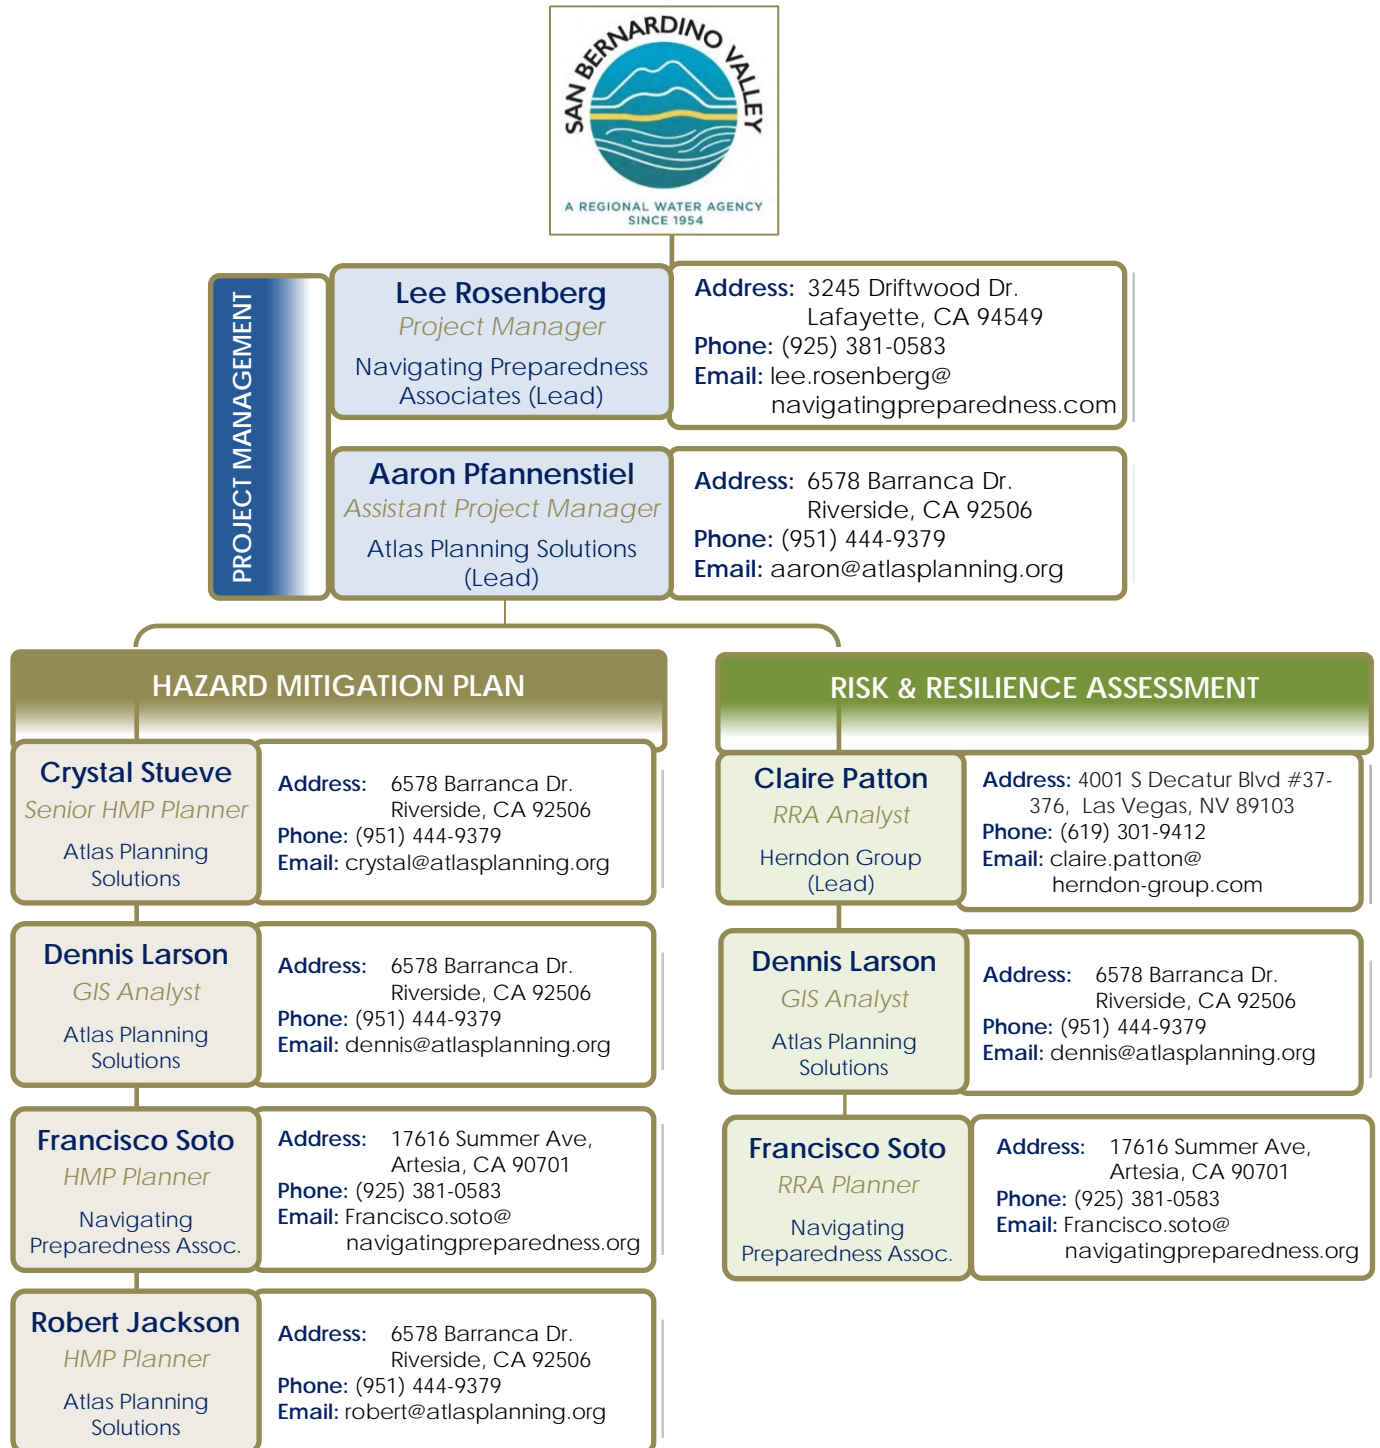 SAN BERNARDINO VALLEY
A REGIONAL WATER AGENCY
SINCE 1954
PROJECT MANAGEMENT
Lee Rosenberg
Project Manager
Navigating Preparedness
Associates (Lead)
Address: 3245 Driftwood Dr.
Lafayette, CA 94549
Phone: (925) 381-0583
Email: lee.rosenberg@
navigatingpreparedness.com
Aaron Pfannenstiel
Assistant Project Manager
Atlas Planning Solutions
(Lead)
Address: 6578 Barranca Dr.
Riverside, CA 92506
Phone: (951) 444-9379
Email: aaron@atlasplanning.org
HAZARD MITIGATION PLAN
Crystal Stueve
Senior HMP Planner
Atlas Planning
Solutions
Address: 6578 Barranca Dr.
Riverside, CA 92506
Phone: (951) 444-9379
Email: crystal@atlasplanning.org
Dennis Larson
GIS Analyst
Atlas Planning
Solutions
Address: 6578 Barranca Dr.
Riverside, CA 92506
Phone: (951) 444-9379
Email: dennis@atlasplanning.org
Francisco Soto
HMP Planner
Navigating
Preparedness Assoc.
Address: 17616 Summer Ave,
Artesia, CA 90701
Phone: (925) 381-0583
Email: Francisco.soto@
navigatingpreparedness.org
Robert Jackson
HMP Planner
Atlas Planning
Solutions
Address: 6578 Barranca Dr.
Riverside, CA 92506
Phone: (951) 444-9379
Email: robert@atlasplanning.org
RISK & RESILIENCE ASSESSMENT
Claire Patton
RRA Analyst
Herndon Group
(Lead)
Address: 4001 S Decatur Blvd #37-
376, Las Vegas, NV 89103
Phone: (619) 301-9412
Email: claire.patton@
herndon-group.com
Dennis Larson
GIS Analyst
Atlas Planning
Solutions
Address: 6578 Barranca Dr.
Riverside, CA 92506
Phone: (951) 444-9379
Email: dennis@atlasplanning.org
Francisco Soto
RRA Planner
Navigating
Preparedness Assoc.
Address: 17616 Summer Ave,
Artesia, CA 90701
Phone: (925) 381-0583
Email: Francisco.soto@
navigatingpreparedness.org